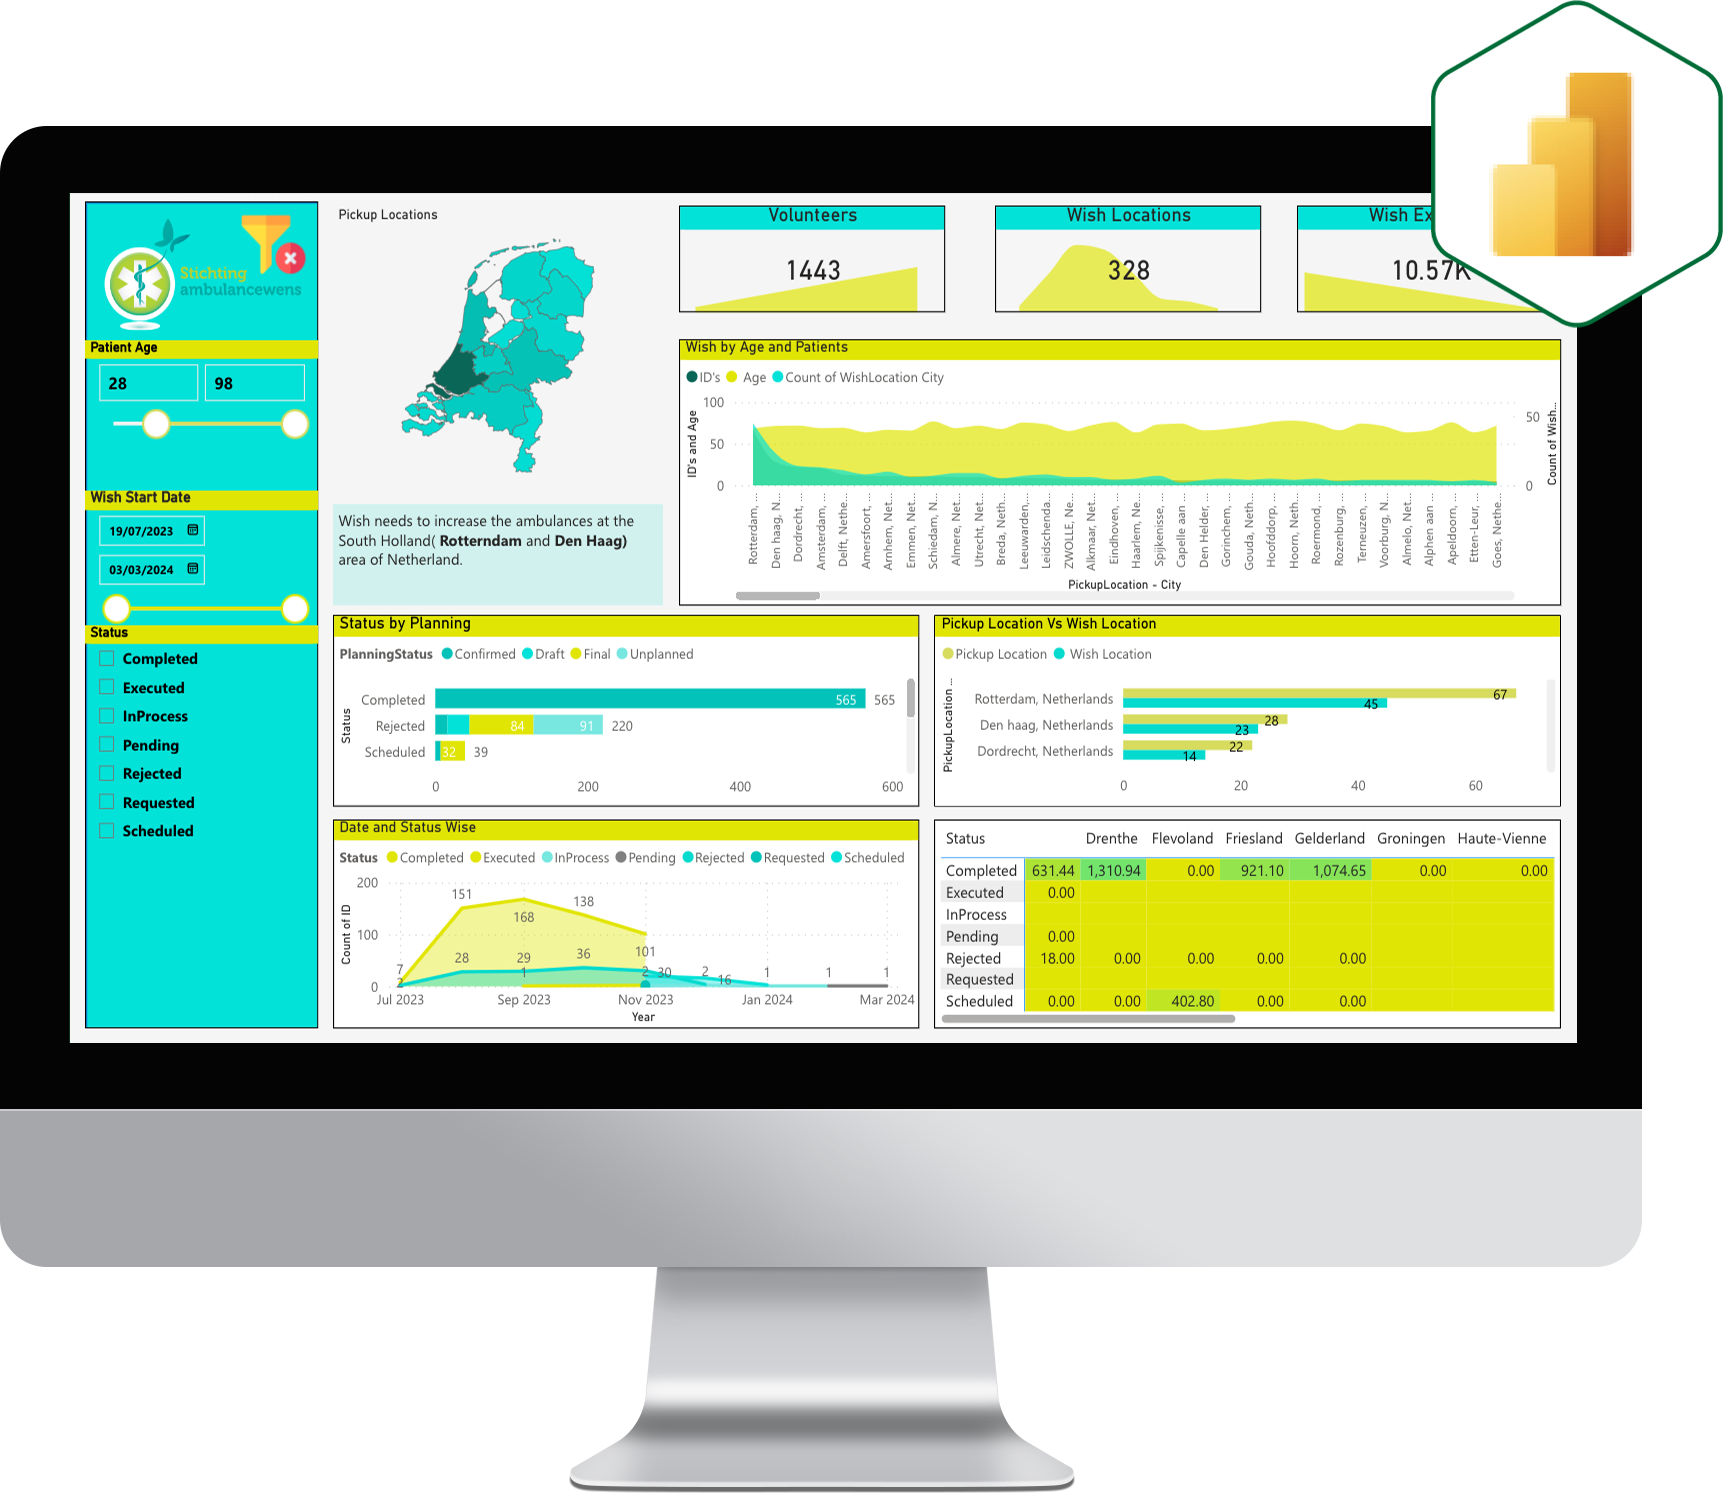 Stichting
ambulancewens
Patient Age
28 98
Wish Start Date
19/07/2023
03/03/2024
Status
Completed
Executed
InProcess
Pending
Rejected
Requested
Scheduled
Pickup Locations
Wish needs to increase the ambulances at the
South Holland( Rotterndam and Den Haag)
area of Netherland.
Volunteers
1443
Wish Locations
328
Wish Ex
10.57K
Wish by Age and Patients
ID's Age Count of WishLocation City
ID's and Age
100
50
0
Count of Wish...
50
0
Rotterdam, ...
Den haag, N...
Dordrecht, ...
Amsterdam, ...
Delft, Nethe...
Amersfoort, ...
Arnhem, Net...
Emmen, Net...
Schiedam, N...
Almere, Net...
Utrecht, Net...
Breda, Neth...
Leeuwarden, ...
Leidschenda...
ZWOLLE, Ne...
Alkmaar, Net...
Eindhoven, ...
Haarlem, Ne...
Spijkenisse, ...
Capelle aan ...
Den Helder, ...
Gorinchem, ...
Gouda, Neth...
Hoofddorp, ...
Hoorn, Neth...
Roermond, ...
Rozenburg, ...
Terneuzen, ...
Voorburg, N...
Almelo, Net...
Alphen aan ...
Apeldoorn, ...
Etten-Leur, ...
Goes, Nethe...
PickupLocation - City
Status by Planning
PlanningStatus Confirmed Draft Final Unplanned
Status
Completed 565 565
Rejected 84 91 220
Scheduled 32 39
0 200 400 600
Pickup Location Vs Wish Location
Pickup Location Wish Location
PickupLocation ...
Rotterdam, Netherlands 67
45
Den haag, Netherlands 28
23
Dordrecht, Netherlands 22
14
0 20 40 60
Date and Status Wise
Status Completed Executed InProcess Pending Rejected Requested Scheduled
Count of ID
200
100
0
151
168
138
101
7
28
29
36
1
2 30
2
16
1
1
1
Jul 2023 Sep 2023 Nov 2023 Jan 2024 Mar 2024
Year
Status Drenthe Flevoland Friesland Gelderland Groningen Haute-Vienne
Completed 631.44 1,310.94 0.00 921.10 1,074.65 0.00 0.00
Executed 0.00
InProcess
Pending 0.00
Rejected 18.00 0.00 0.00 0.00 0.00
Requested
Scheduled 0.00 0.00 402.80 0.00 0.00